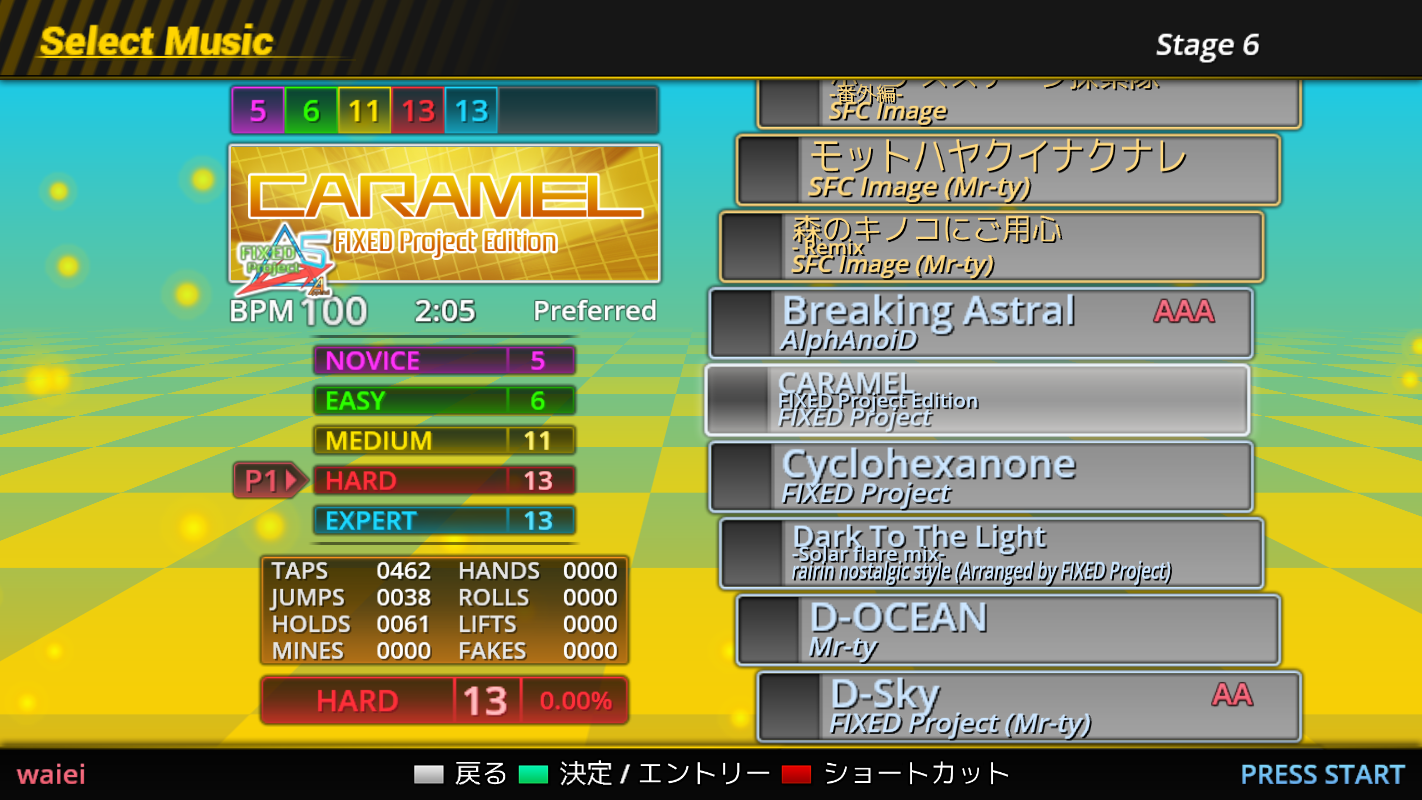 Select Music
Stage 6
5 6 11 13 13
CARAMEL
FIXED Project Edition
FIXED Project A5 Alpha
BPM 100 2:05 Preferred
NOVICE 5
EASY 6
MEDIUM 11
P1 HARD 13
EXPERT 13
TAPS 0462 HANDS 0000
JUMPS 0038 ROLLS 0000
HOLDS 0061 LIFTS 0000
MINES 0000 FAKES 0000
HARD 13 0.00%
-番外編-
SFC Image
モットハヤクイナクナレ
SFC Image (Mr-ty)
森のキノコにご用心
- Remix
SFC Image (Mr-ty)
Breaking Astral AAA
AlphAnoiD
CARAMEL
FIXED Project Edition
FIXED Project
Cyclohexanone
FIXED Project
Dark To The Light
-Solar flare mix-
rairin nostalgic style (Arranged by FIXED Project)
D-OCEAN
Mr-ty
D-Sky AA
FIXED Project (Mr-ty)
waiei
戻る 決定 / エントリー ショートカット
PRESS START